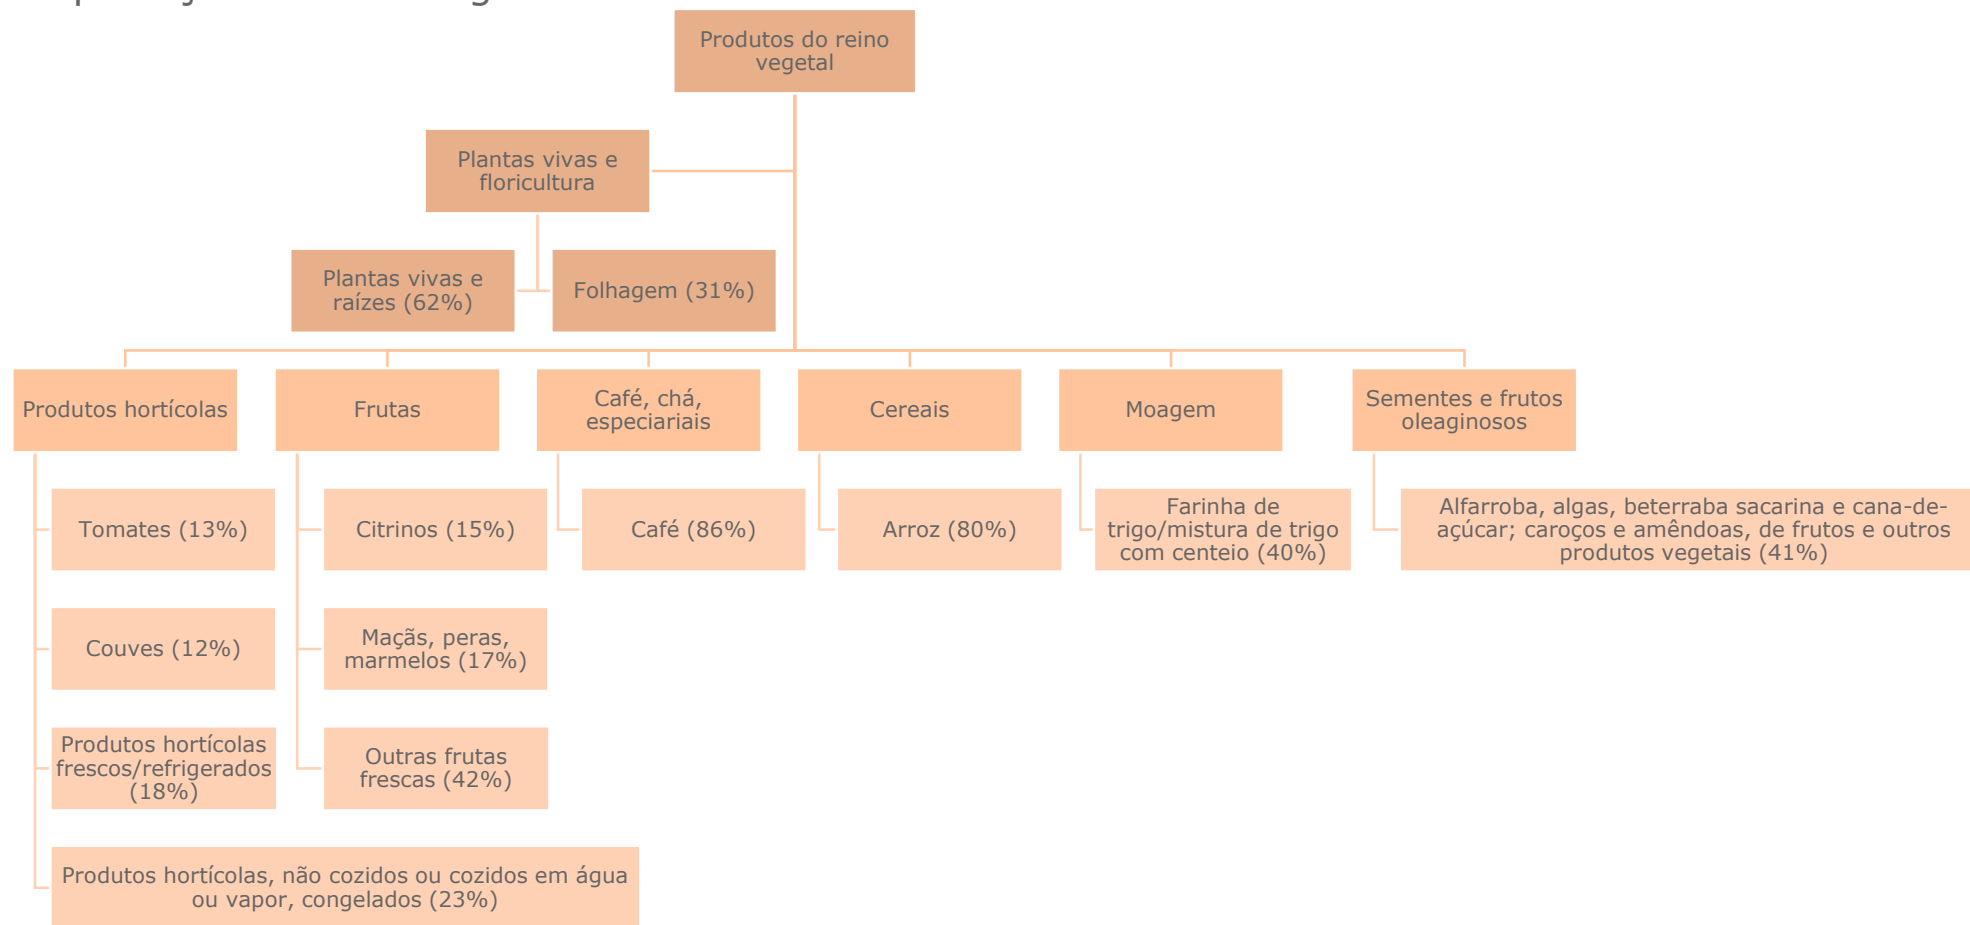 Produtos do reino
vegetal
Plantas vivas e
floricultura
Plantas vivas e
raízes (62%)
Folhagem (31%)
Produtos hortícolas
Frutas
Café, chá,
especiariais
Cereais
Moagem
Sementes e frutos
oleaginosos
Tomates (13%)
Citrinos (15%)
Café (86%)
Arroz (80%)
Farinha de
trigo/mistura de trigo
com centeio (40%)
Alfarroba, algas, beterraba sacarina e cana-de-
açúcar; caroços e amêndoas, de frutos e outros
produtos vegetais (41%)
Couves (12%)
Maçãs, peras,
marmelos (17%)
Produtos hortícolas
frescos/refrigerados
(18%)
Outras frutas
frescas (42%)
Produtos hortícolas, não cozidos ou cozidos em água
ou vapor, congelados (23%)